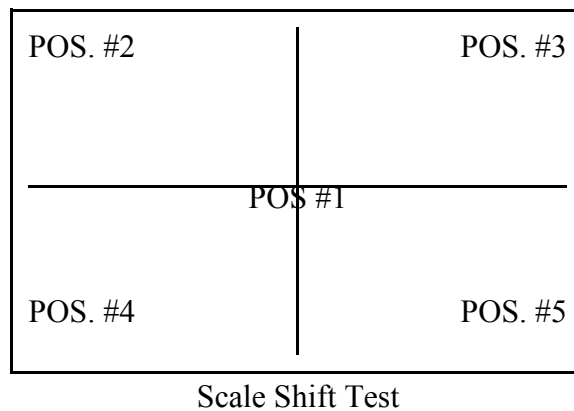 POS. #2 POS. #3
POS #1
POS. #4 POS. #5
Scale Shift Test